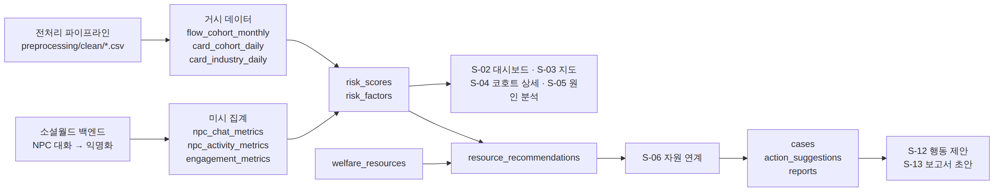 전처리 파이프라인
preprocessing/clean/*.csv
거시 데이터
flow_cohort_monthly
card_cohort_daily
card_industry_daily
소셜월드 백엔드
NPC 대화 → 익명화
미시 집계
npc_chat_metrics
npc_activity_metrics
engagement_metrics
risk_scores
risk_factors
welfare_resources
S-02 대시보드 · S-03 지도
S-04 코호트 상세 · S-05 원
인 분석
resource_recommendations
S-06 자원 연계
cases
action_suggestions
reports
S-12 행동 제안
S-13 보고서 초안